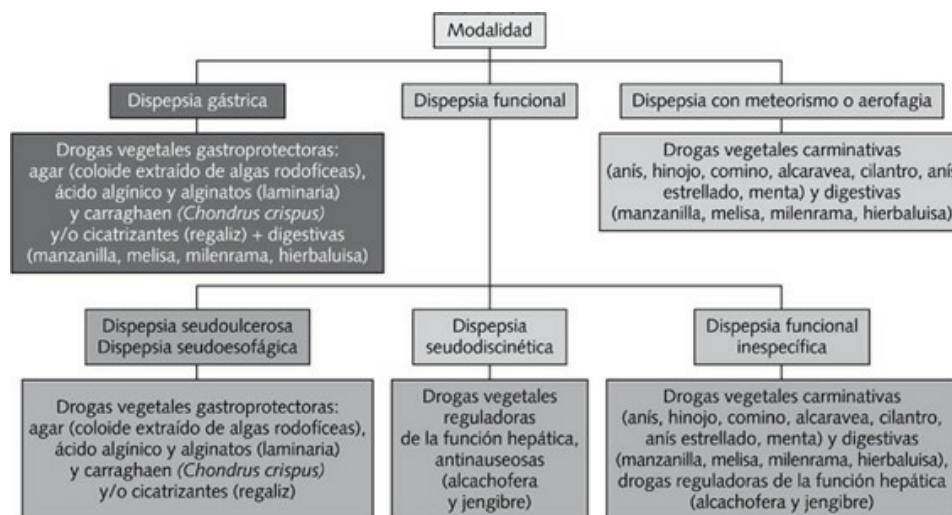 Modalidad
Dispepsia gástrica
Dispepsia funcional
Dispepsia con meteorismo o aerofagia
Drogas vegetales gastroprotectoras:
agar (coloide extraído de algas rodofíceas),
ácido algínico y alginatos (laminaria)
y carraghaen (Chondrus crispus)
y/o cicatrizantes (regaliz) + digestivas
(manzanilla, melisa, milenrama, hierbaluisa)
Drogas vegetales carminativas
(anís, hinojo, comino, alcaravea, cilantro, anís
estrellado, menta) y digestivas
(manzanilla, melisa, milenrama, hierbaluisa)
Dispepsia seudoulcerosa
Dispepsia seudoesofágica
Dispepsia
seudodiscinética
Dispepsia funcional
inespecífica
Drogas vegetales gastroprotectoras:
agar (coloide extraído de algas rodofíceas),
ácido algínico y alginatos (laminaria)
y carraghaen (Chondrus crispus)
y/o cicatrizantes (regaliz)
Drogas vegetales
reguladoras
de la función hepática,
antinauseosas
(alcachofera
y jengibre)
Drogas vegetales carminativas
(anís, hinojo, comino, alcaravea, cilantro,
anís estrellado, menta) y digestivas
(manzanilla, melisa, milenrama, hierbaluisa),
drogas reguladoras de la función hepática
(alcachofera y jengibre)